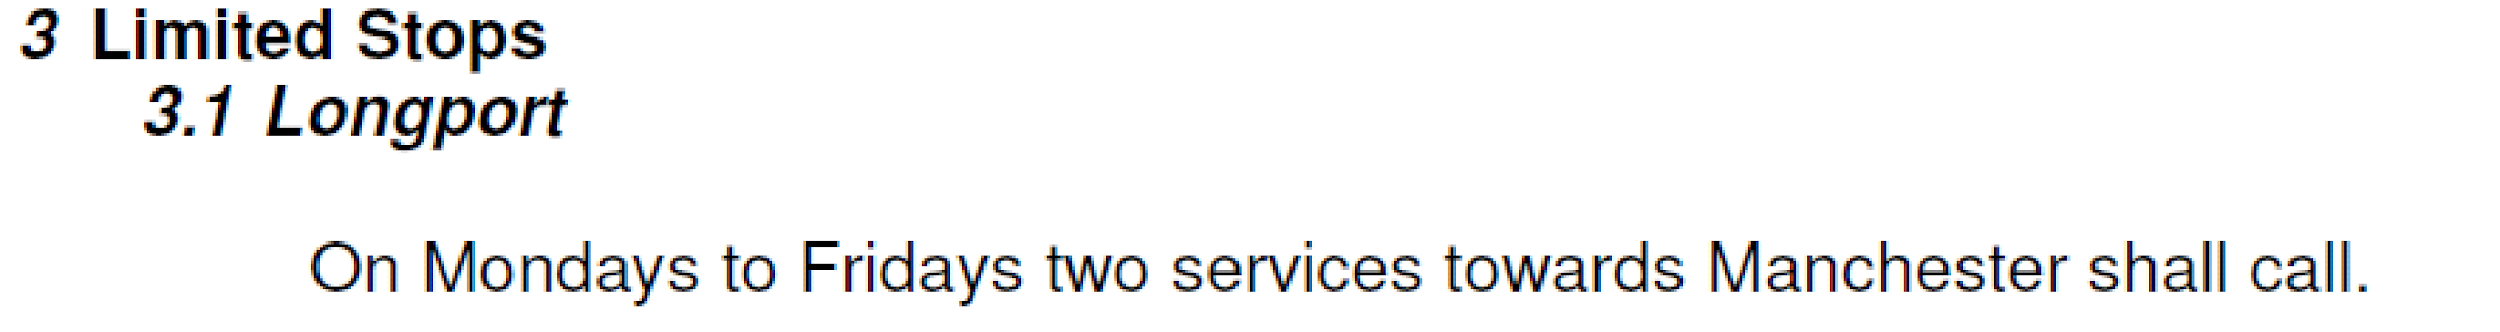 3 Limited Stops
3.1 Longport
On Mondays to Fridays two services towards Manchester shall call.